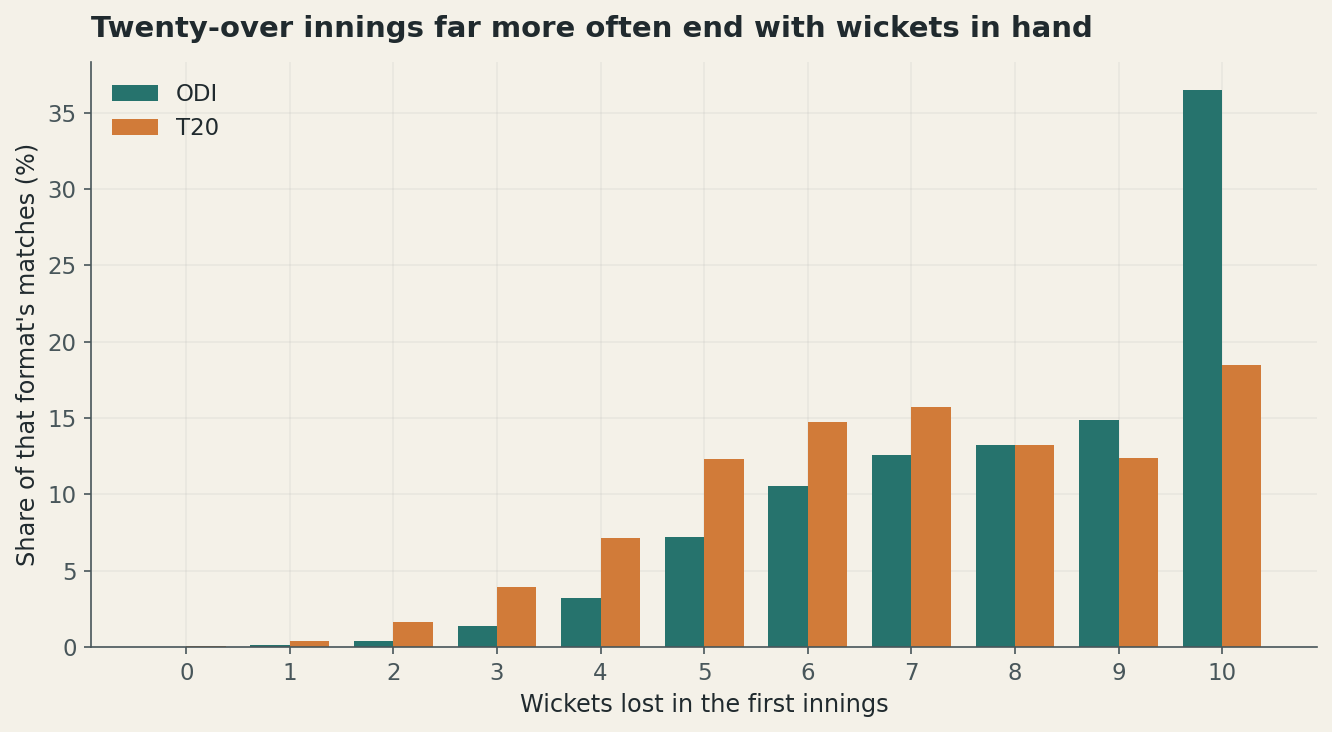 Twenty-over innings far more often end with wickets in hand
ODI
T20
Share of that format's matches (%)
35
30
25
20
15
10
5
0
0 1 2 3 4 5 6 7 8 9 10
Wickets lost in the first innings